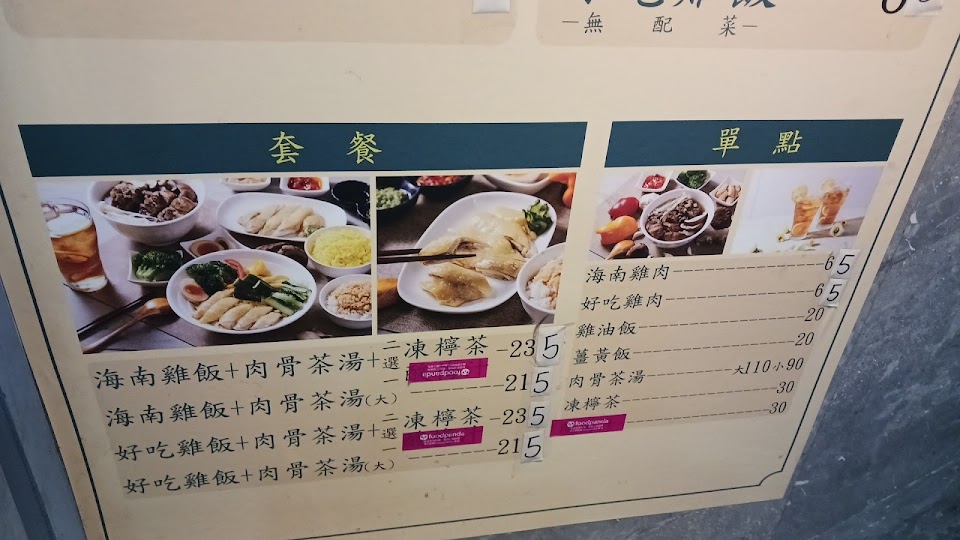 無配菜
套餐
海南雞飯+肉骨茶湯+二選一 凍檸茶 235
foodpanda
海南雞飯+肉骨茶湯(大) 215
好吃雞飯+肉骨茶湯+二選一 凍檸茶 235
foodpanda
好吃雞飯+肉骨茶湯(大) 215
單點
海南雞肉 65
好吃雞肉 65
雞油飯 20
薑黃飯 20
肉骨茶湯 大110小90
凍檸茶 30
foodpanda 30